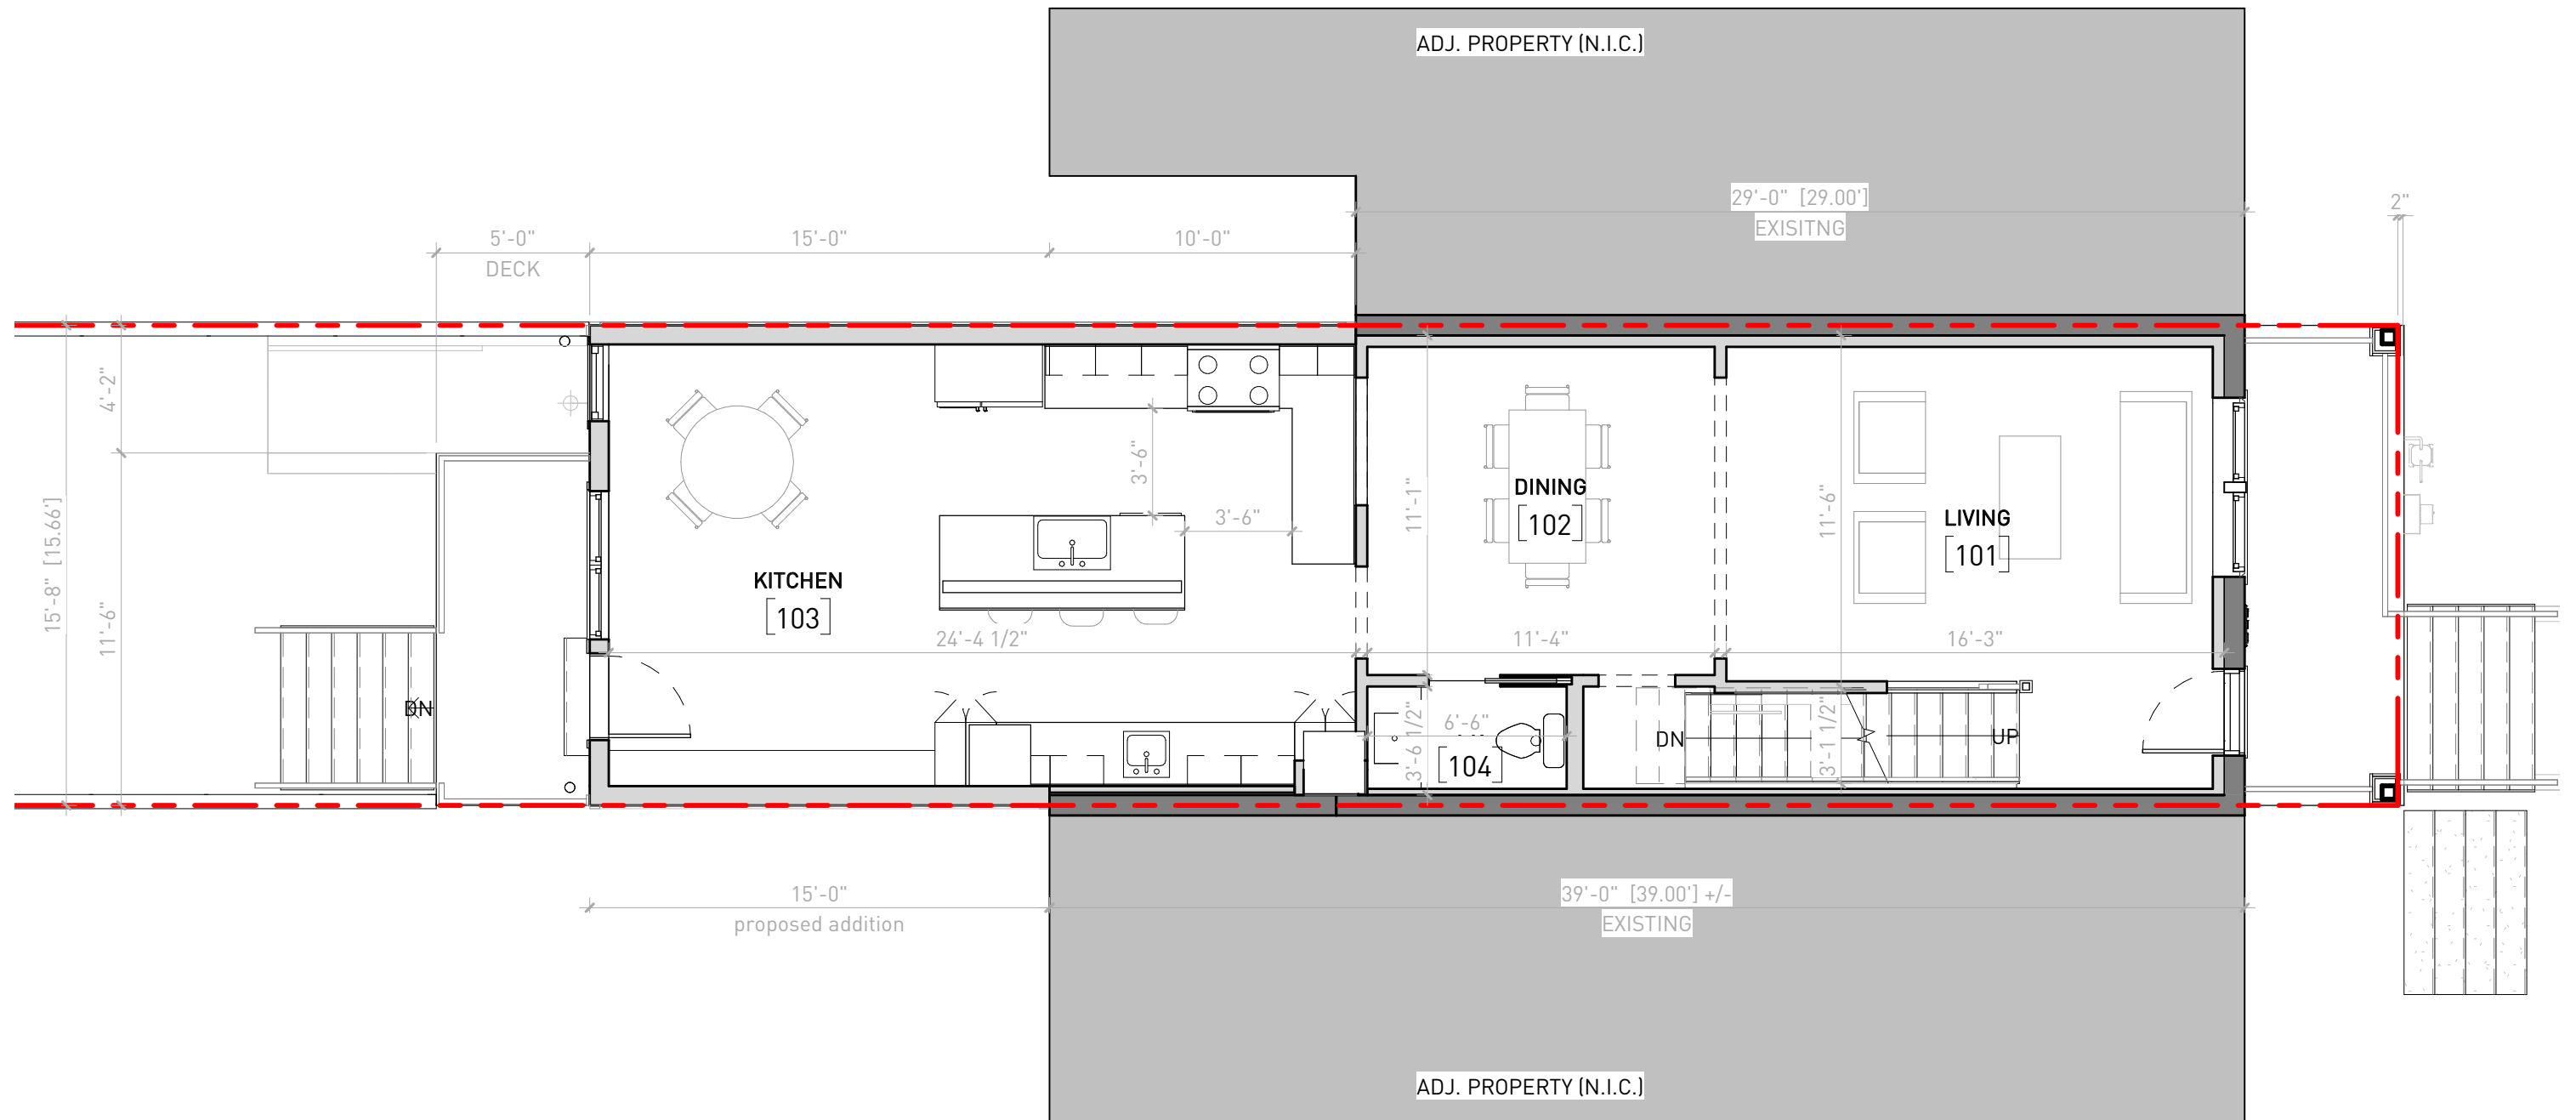 ADJ. PROPERTY (N.I.C.)
29'-0" [29.00']
EXISITNG
2"
5'-0"
DECK
15'-0"
10'-0"
4'-2"
15'-8" [15.66']
11'-6"
3'-6"
3'-6"
11'-1"
11'-6"
DINING
[102]
LIVING
[101]
KITCHEN
[103]
24'-4 1/2"
11'-4"
16'-3"
DN
3'-6 1/2"
6'-6"
[104]
DN
3'-1 1/2"
UP
15'-0"
proposed addition
39'-0" [39.00'] +/-
EXISTING
ADJ. PROPERTY (N.I.C.)